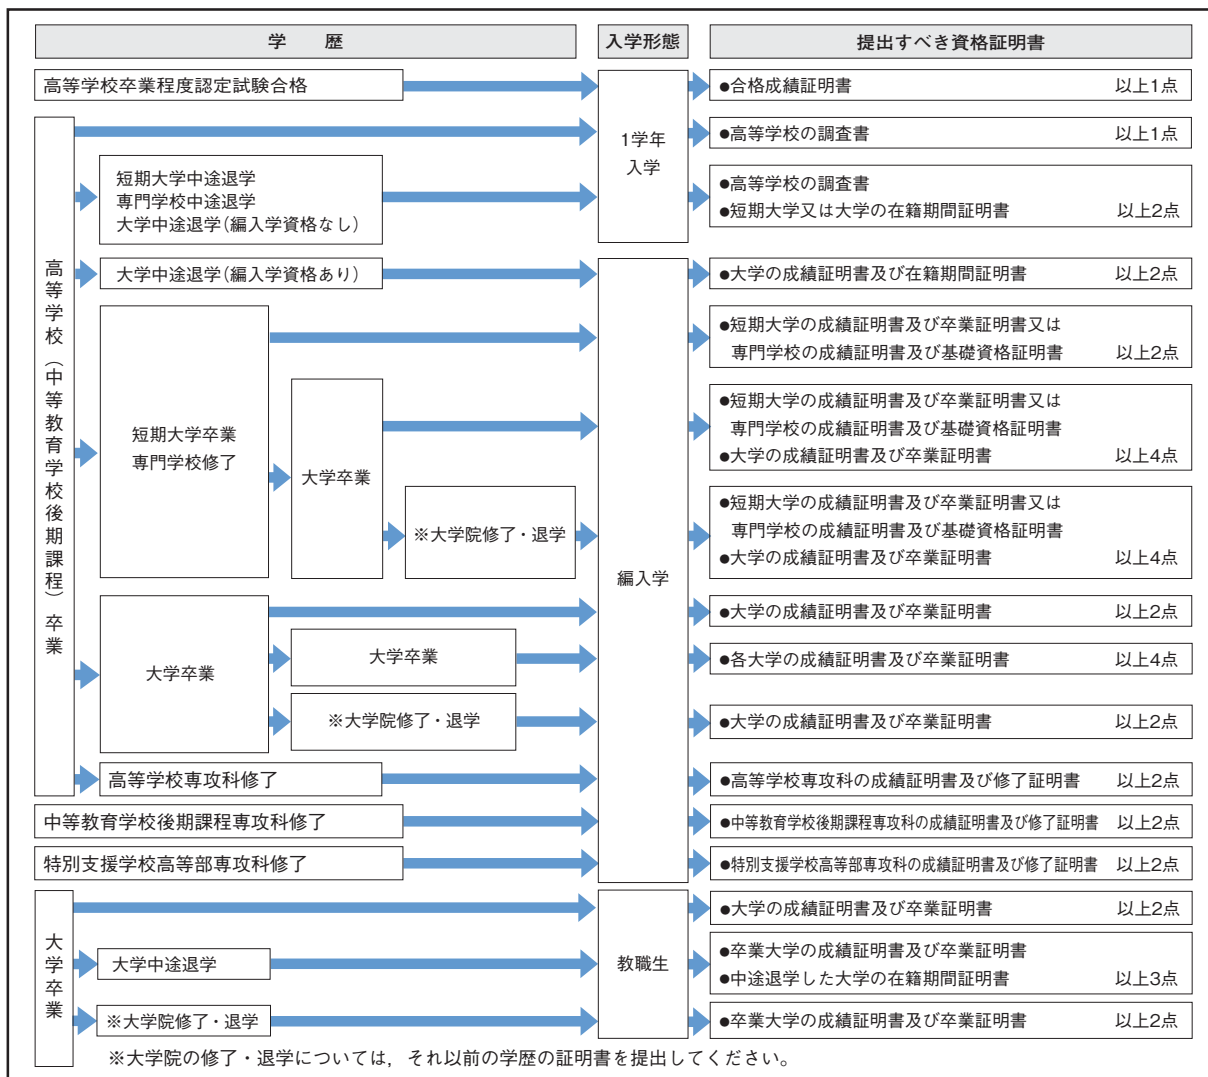 学 歴
入学形態
提出すべき資格証明書
高等学校卒業程度認定試験合格
●合格成績証明書 以上1点
高等学校（中等教育学校後期課程）卒業
1学年
入学
●高等学校の調査書 以上1点
短期大学中途退学
専門学校中途退学
大学中途退学（編入学資格なし）
●高等学校の調査書
●短期大学又は大学の在籍期間証明書 以上2点
大学中途退学（編入学資格あり）
編入学
●大学の成績証明書及び在籍期間証明書 以上2点
短期大学卒業
専門学校修了
●短期大学の成績証明書及び卒業証明書又は
専門学校の成績証明書及び基礎資格証明書 以上2点
大学卒業
●短期大学の成績証明書及び卒業証明書又は
専門学校の成績証明書及び基礎資格証明書
●大学の成績証明書及び卒業証明書 以上4点
※大学院修了・退学
●短期大学の成績証明書及び卒業証明書又は
専門学校の成績証明書及び基礎資格証明書
●大学の成績証明書及び卒業証明書 以上4点
大学卒業
●大学の成績証明書及び卒業証明書 以上2点
大学卒業
●各大学の成績証明書及び卒業証明書 以上4点
※大学院修了・退学
●大学の成績証明書及び卒業証明書 以上2点
高等学校専攻科修了
●高等学校専攻科の成績証明書及び修了証明書 以上2点
中等教育学校後期課程専攻科修了
●中等教育学校後期課程専攻科の成績証明書及び修了証明書 以上2点
特別支援学校高等部専攻科修了
●特別支援学校高等部専攻科の成績証明書及び修了証明書 以上2点
大学卒業
教職生
●大学の成績証明書及び卒業証明書 以上2点
大学中途退学
●卒業大学の成績証明書及び卒業証明書
●中途退学した大学の在籍期間証明書 以上3点
※大学院修了・退学
●卒業大学の成績証明書及び卒業証明書 以上2点
※大学院の修了・退学については，それ以前の学歴の証明書を提出してください。